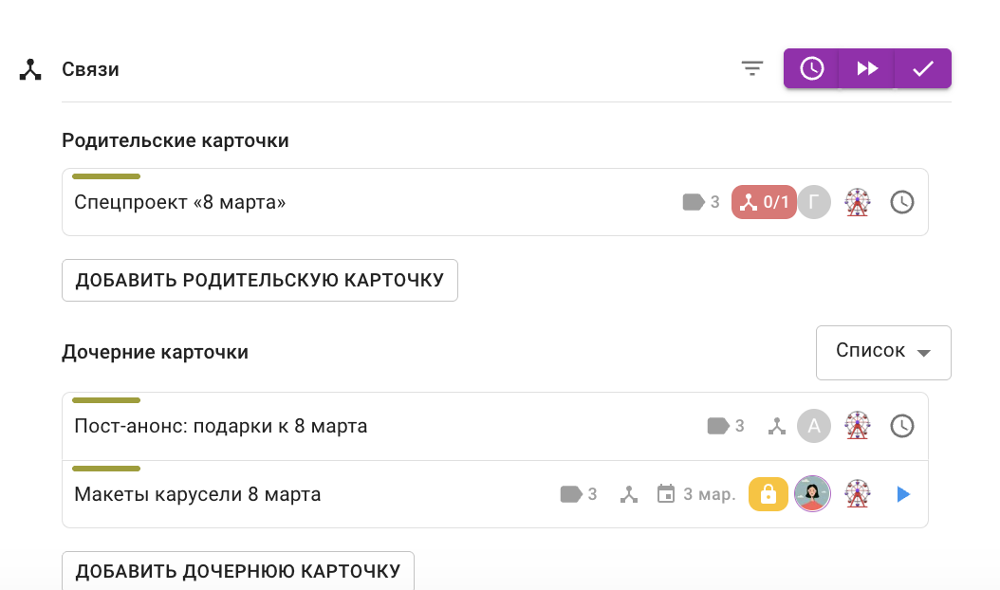 Связи
Родительские карточки
Спецпроект «8 марта» 3 0/1 Г
ДОБАВИТЬ РОДИТЕЛЬСКУЮ КАРТОЧКУ
Дочерние карточки Список
Пост-анонс: подарки к 8 марта 3 А
Макеты карусели 8 марта 3 3 мар.
ДОБАВИТЬ ДОЧЕРНЮЮ КАРТОЧКУ